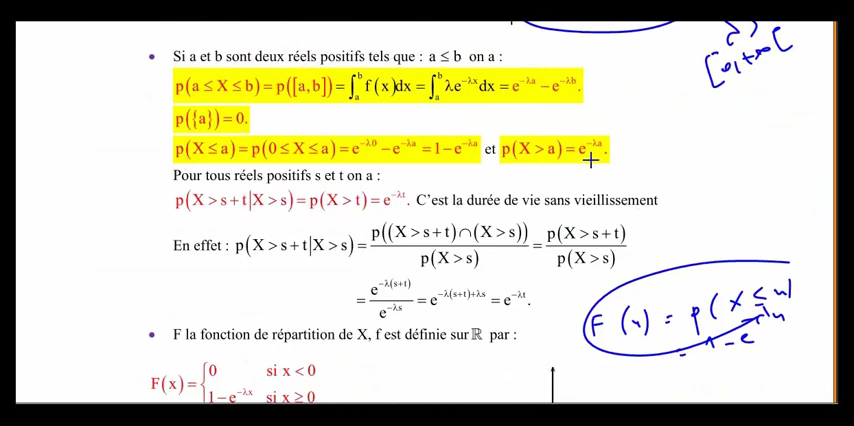 [0,+∞[
• Si a et b sont deux réels positifs tels que : a ≤ b on a :
p(a ≤ X ≤ b) = p([a,b]) = ∫ₐᵇ f(x)dx = ∫ₐᵇ λe^{−λx}dx = e^{−λa} − e^{−λb}.
p({a}) = 0.
p(X ≤ a) = p(0 ≤ X ≤ a) = e^{−λ0} − e^{−λa} = 1 − e^{−λa} et p(X > a) = e^{−λa}.
Pour tous réels positifs s et t on a :
p(X > s + t|X > s) = p(X > t) = e^{−λt}. C'est la durée de vie sans vieillissement
En effet : p(X > s + t|X > s) = p((X > s+t)∩(X > s)) / p(X > s) = p(X > s+t) / p(X > s)
= e^{−λ(s+t)} / e^{−λs} = e^{−λ(s+t)+λs} = e^{−λt}.
F(x) = p(X ≤ x)
= 1 − e^{−λx}
• F la fonction de répartition de X, f est définie sur ℝ par :
F(x) = { 0 si x < 0
1 − e^{−λx} si x ≥ 0